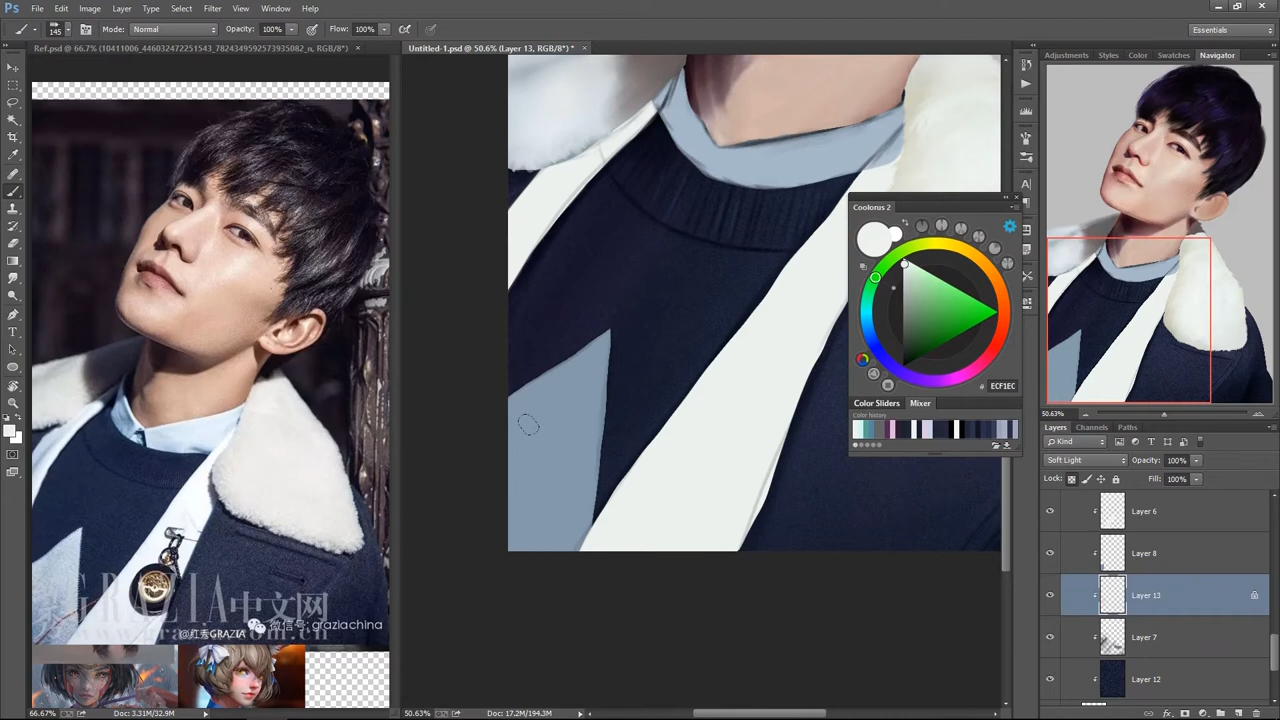 Ps File Edit Image Layer Type Select Filter View Window Help
145 Mode: Normal Opacity: 100% Flow: 100% Essentials
Ref.psd @ 66.7% (10411006_446032472251543_7824349592573935082_n, RGB/8*) × Untitled-1.psd @ 50.6% (Layer 13, RGB/8*) * ×
Adjustments Styles Color Swatches Navigator
Coolorus 2
# ECF1EC
Color Sliders Mixer
Color history
50.63%
Layers Channels Paths
Kind
Soft Light Opacity: 100%
Lock: Fill: 100%
Layer 6
Layer 8
Layer 13
Layer 7
Layer 12
GRAZIA中文网
微信号: graziachina
@红秀GRAZIA
66.67% Doc: 3.31M/32.9M 50.63% Doc: 17.2M/194.3M